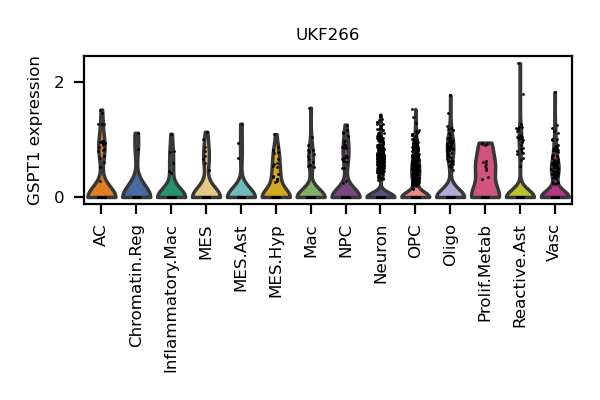 UKF266
GSPT1 expression
2
0
AC
Chromatin.Reg
Inflammatory.Mac
MES
MES.Ast
MES.Hyp
Mac
NPC
Neuron
OPC
Oligo
Prolif.Metab
Reactive.Ast
Vasc